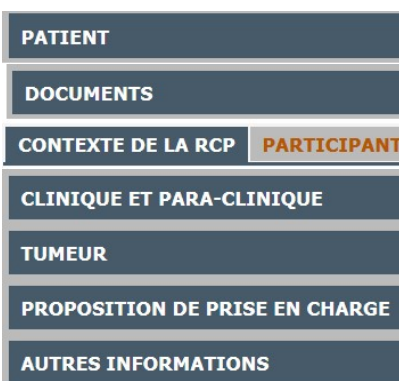 PATIENT
DOCUMENTS
CONTEXTE DE LA RCP PARTICIPANT
CLINIQUE ET PARA-CLINIQUE
TUMEUR
PROPOSITION DE PRISE EN CHARGE
AUTRES INFORMATIONS